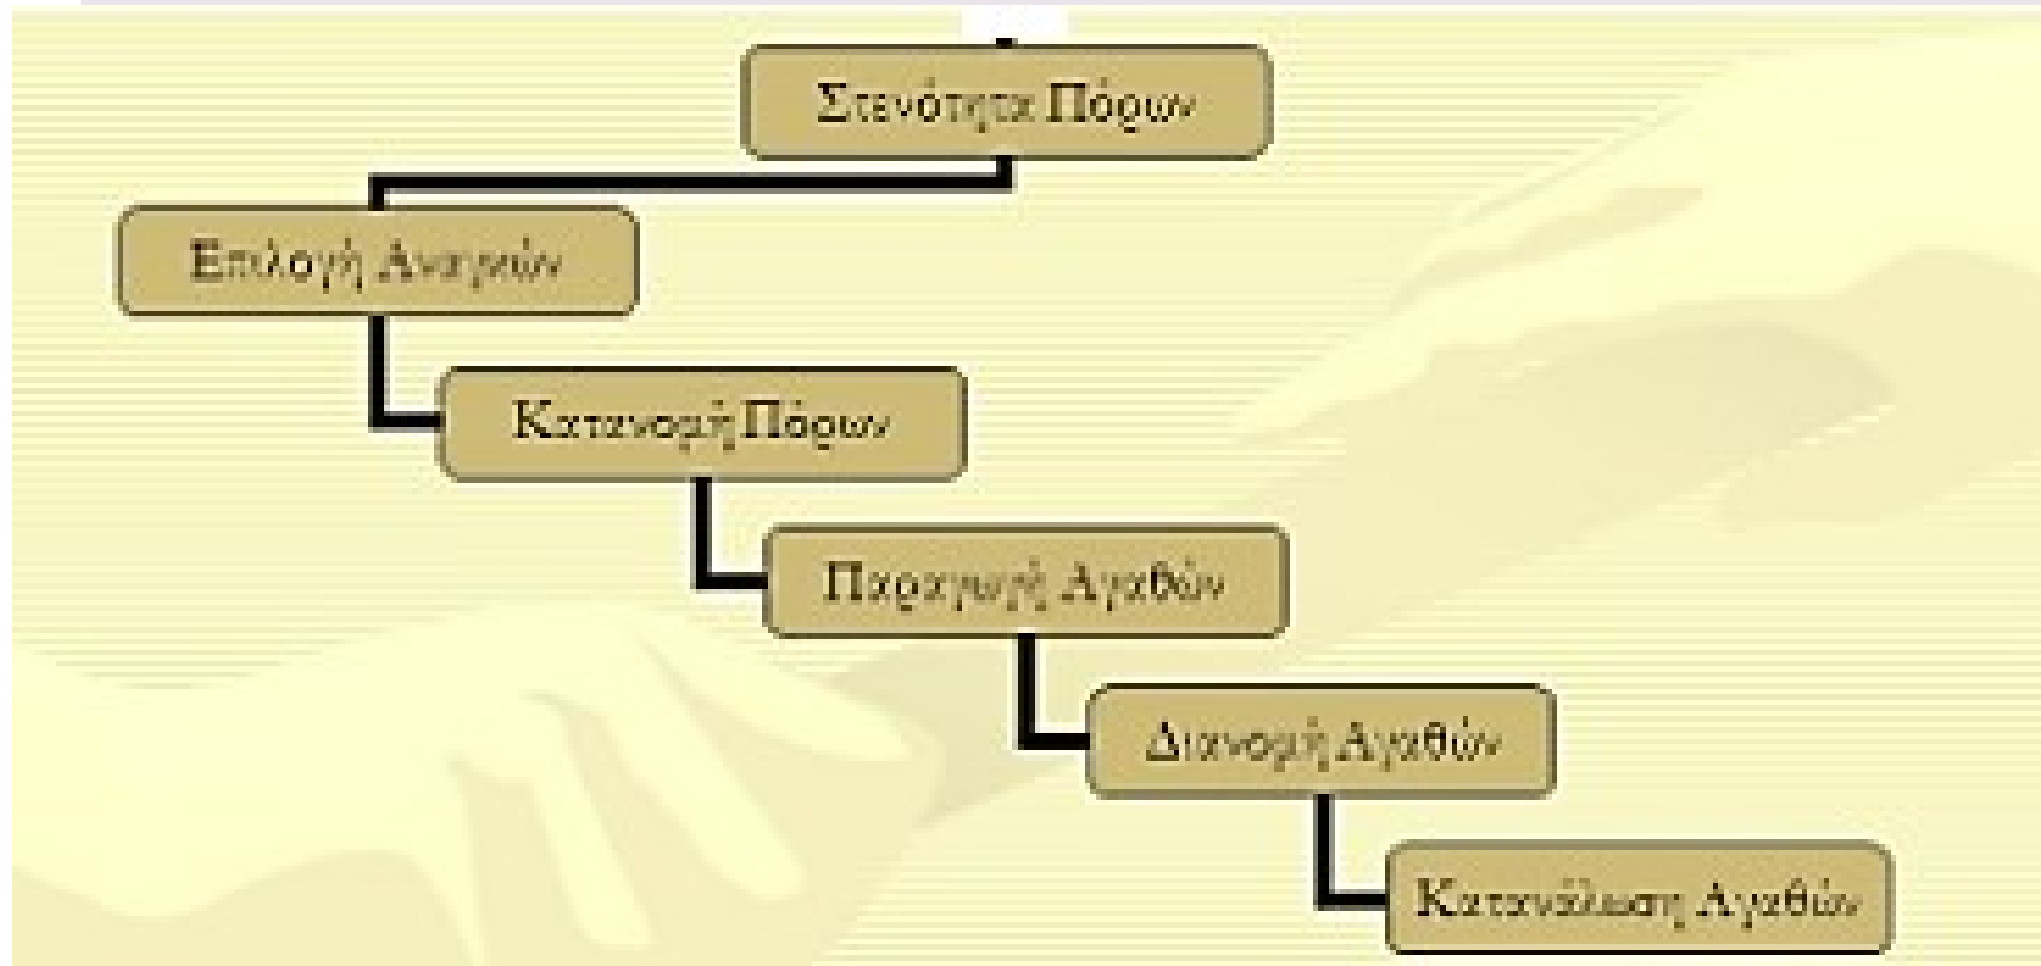 Στενότητα Πόρων
Επιλογή Αναγκών
Κατανομή Πόρων
Παραγωγή Αγαθών
Διανομή Αγαθών
Κατανάλωση Αγαθών